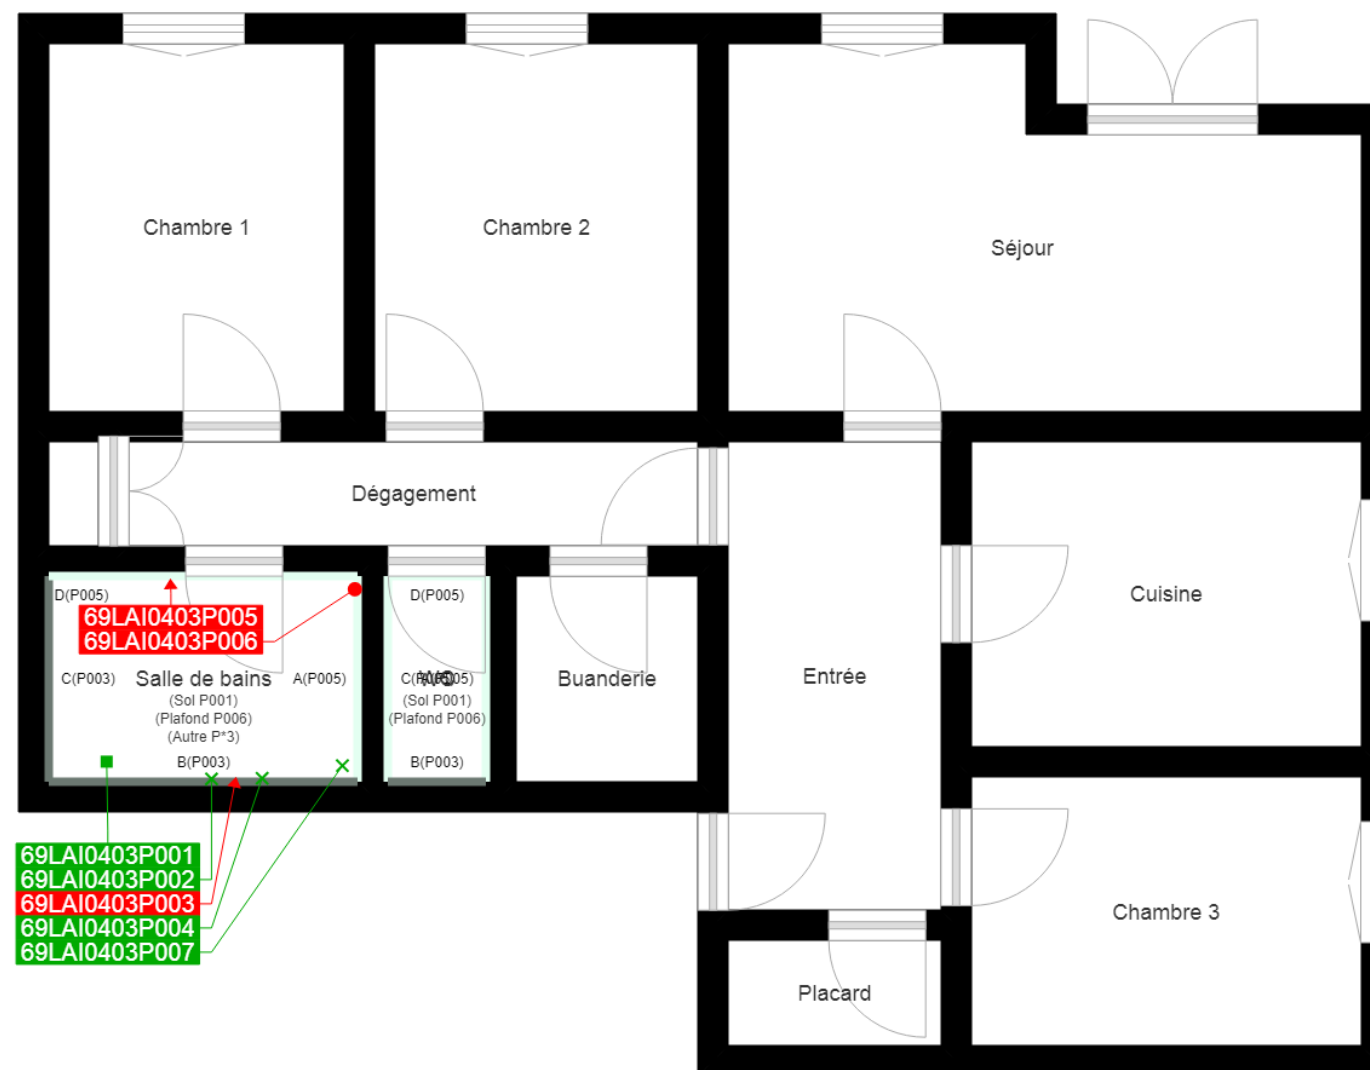 Chambre 1
Chambre 2
Séjour
Dégagement
D(P005)
69LAI0403P005
69LAI0403P006
C(P003)
Salle de bains
A(P005)
(Sol P001)
(Plafond P006)
(Autre P*3)
B(P003)
D(P005)
(Sol P001)
(Plafond P006)
B(P003)
Buanderie
Entrée
Cuisine
69LAI0403P001
69LAI0403P002
69LAI0403P003
69LAI0403P004
69LAI0403P007
Chambre 3
Placard